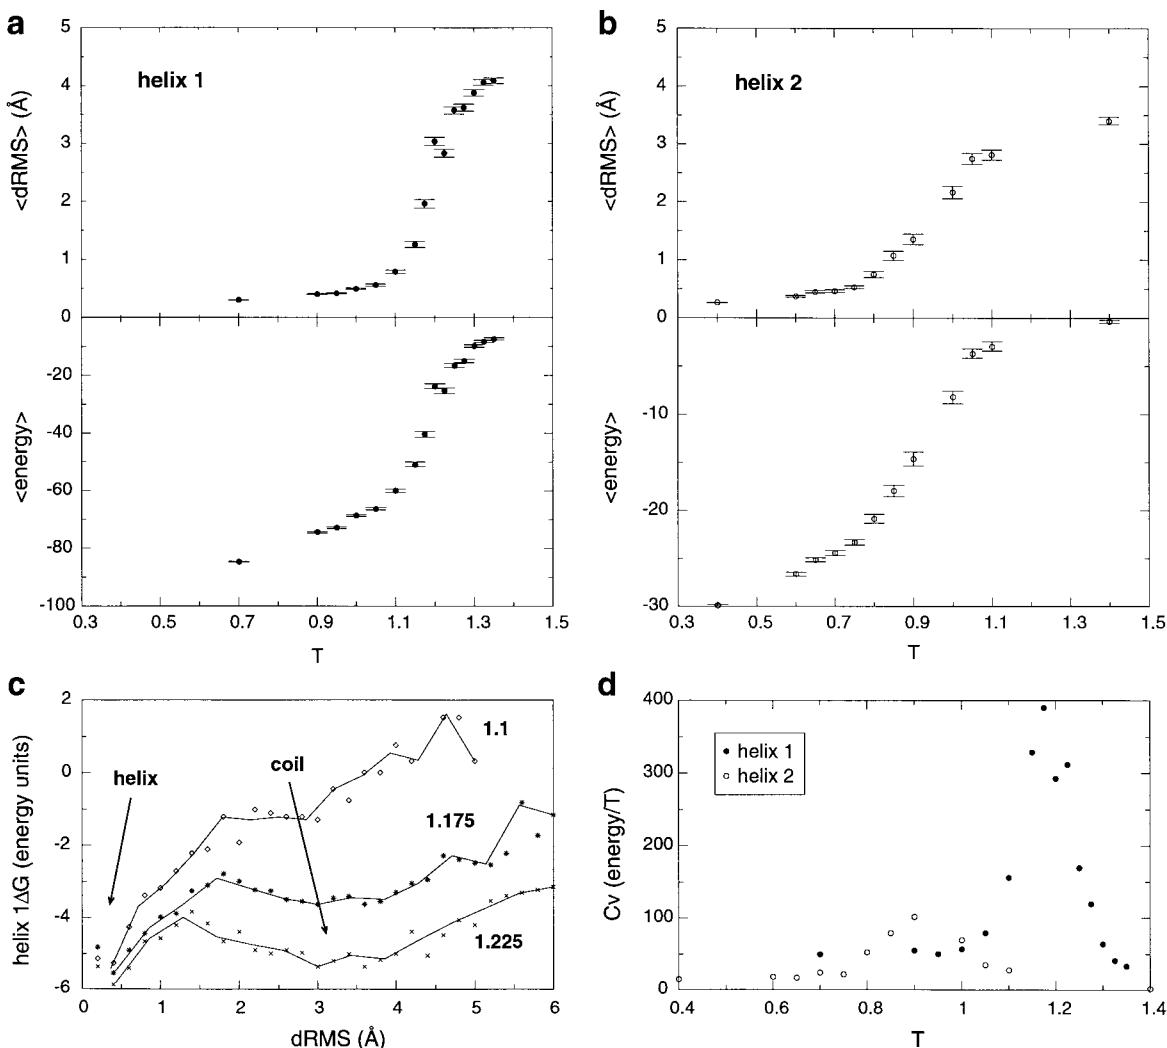 a
b
5
4
3
2
1
0
<dRMS> (Å)
helix 1
5
4
3
2
1
0
<dRMS> (Å)
helix 2
-20
-40
-60
-80
-100
<energy>
0.3 0.5 0.7 0.9 1.1 1.3 1.5
T
-10
-20
-30
<energy>
0.3 0.5 0.7 0.9 1.1 1.3 1.5
T
c
2
0
-2
-4
-6
helix 1ΔG (energy units)
helix
coil
1.1
1.175
1.225
0 1 2 3 4 5 6
dRMS (Å)
d
400
300
200
100
0
Cv (energy/T)
helix 1
helix 2
0.4 0.6 0.8 1 1.2 1.4
T